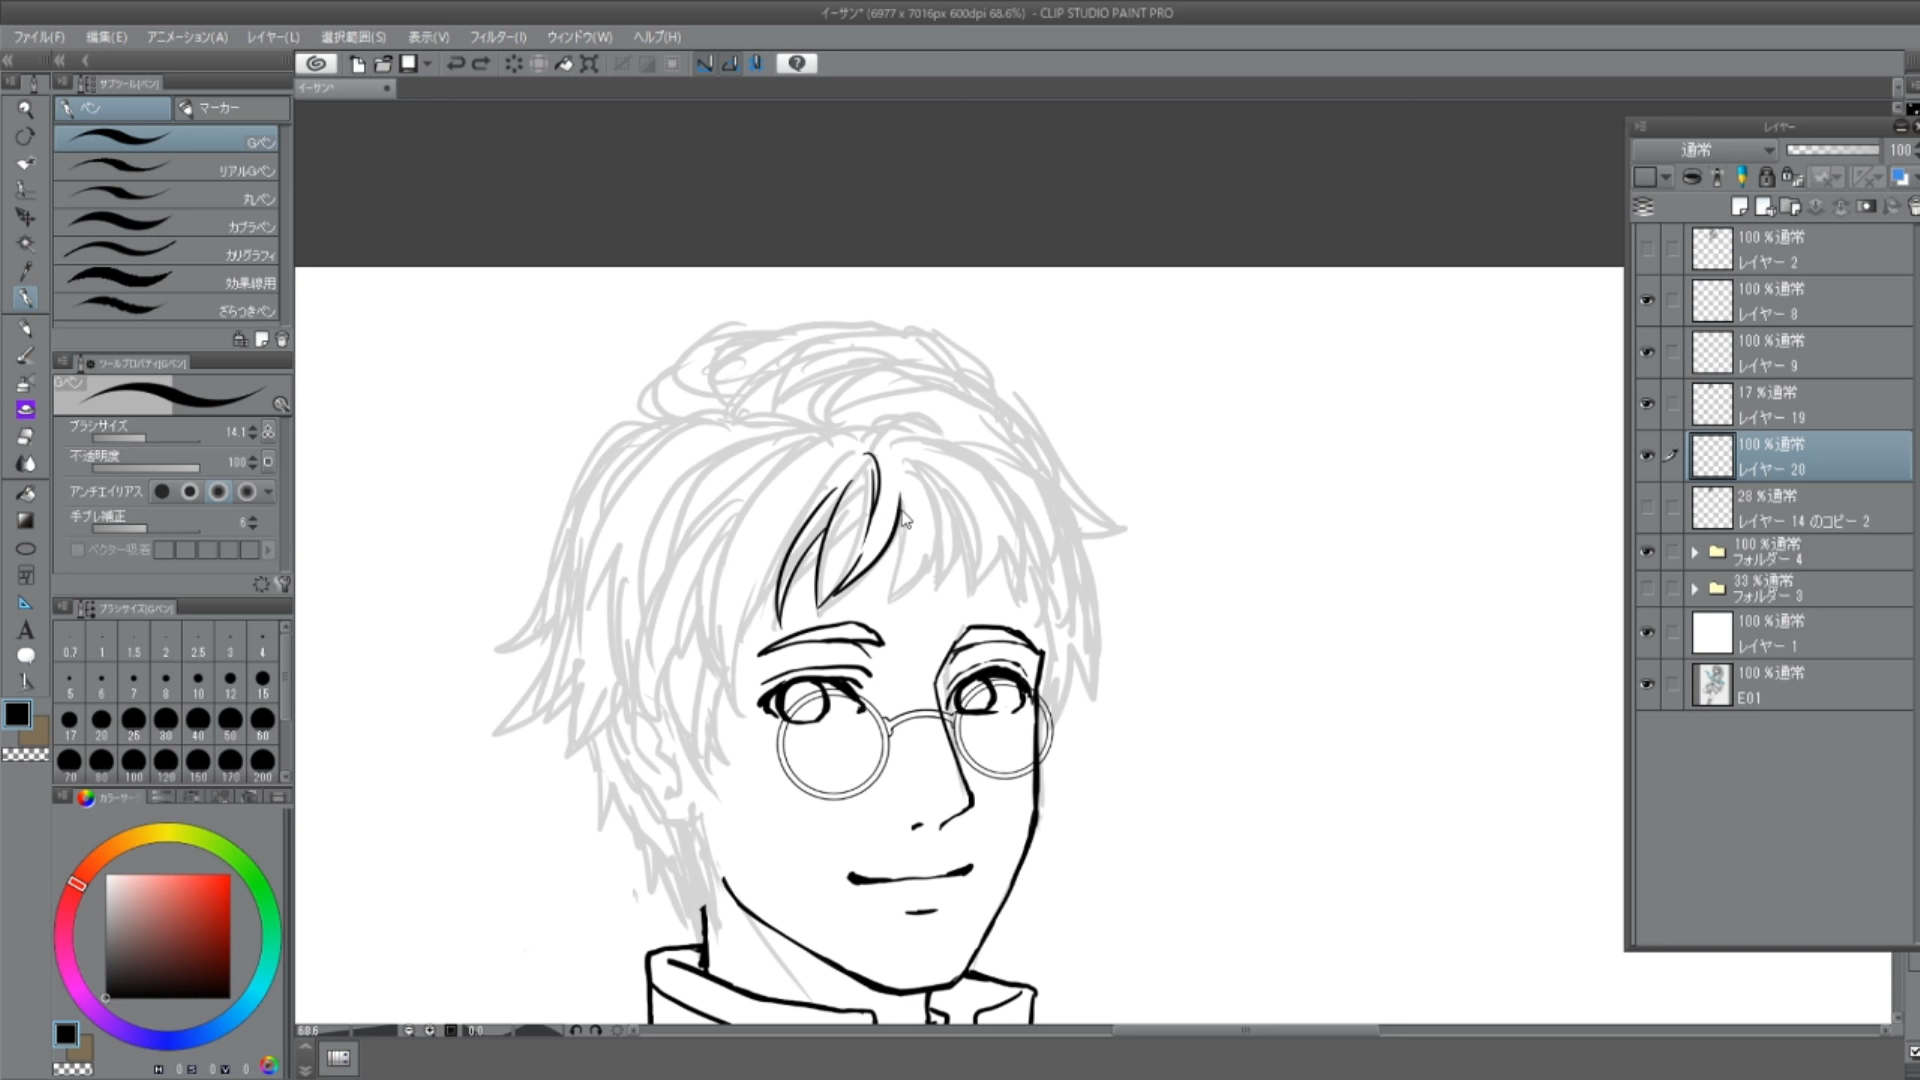 イーサン* (6977 x 7016px 600dpi 68.6%) - CLIP STUDIO PAINT PRO
ファイル(F) 編集(E) アニメーション(A) レイヤー(L) 選択範囲(S) 表示(V) フィルター(I) ウィンドウ(W) ヘルプ(H)
サブツール[ペン]
イーサン*
ペン マーカー
Gペン
リアルGペン
丸ペン
カブラペン
カリグラフィ
効果線用
ざらつきペン
ツールプロパティ[Gペン]
Gペン
ブラシサイズ 14.1
不透明度 100
アンチエイリアス
手ブレ補正 6
ベクター吸着
ブラシサイズ[Gペン]
0.7 1 1.5 2 2.5 3 4
5 6 7 8 10 12 15
17 20 25 30 40 50 60
70 80 100 120 150 170 200
カラーサー
H 0 S 0 V 0
68.6 0.0
レイヤー
通常 100
100 %通常
レイヤー 2
100 %通常
レイヤー 8
100 %通常
レイヤー 9
17 %通常
レイヤー 19
100 %通常
レイヤー 20
28 %通常
レイヤー 14 のコピー 2
100 %通常
フォルダー 4
33 %通常
フォルダー 3
100 %通常
レイヤー 1
100 %通常
E01